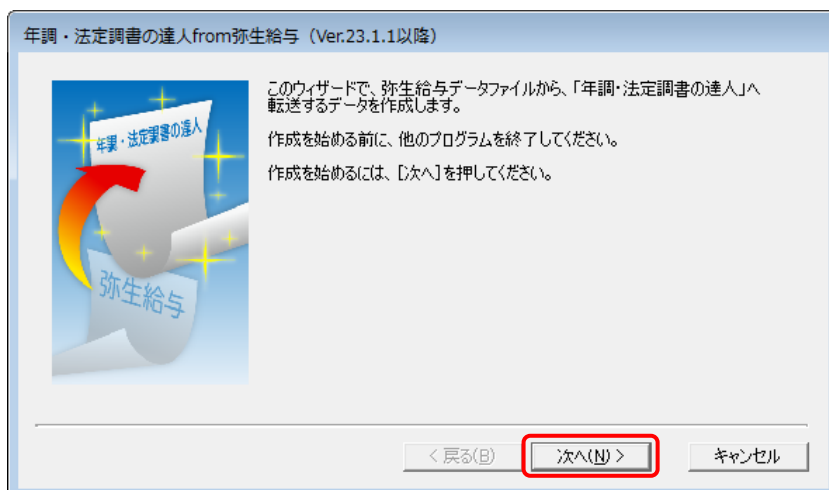 年調・法定調書の達人from弥生給与（Ver.23.1.1以降）
このウィザードで、弥生給与データファイルから、「年調・法定調書の達人」へ
転送するデータを作成します。
作成を始める前に、他のプログラムを終了してください。
作成を始めるには、[次へ]を押してください。
年調・法定調書の達人
弥生給与
< 戻る(B)
次へ(N) >
キャンセル